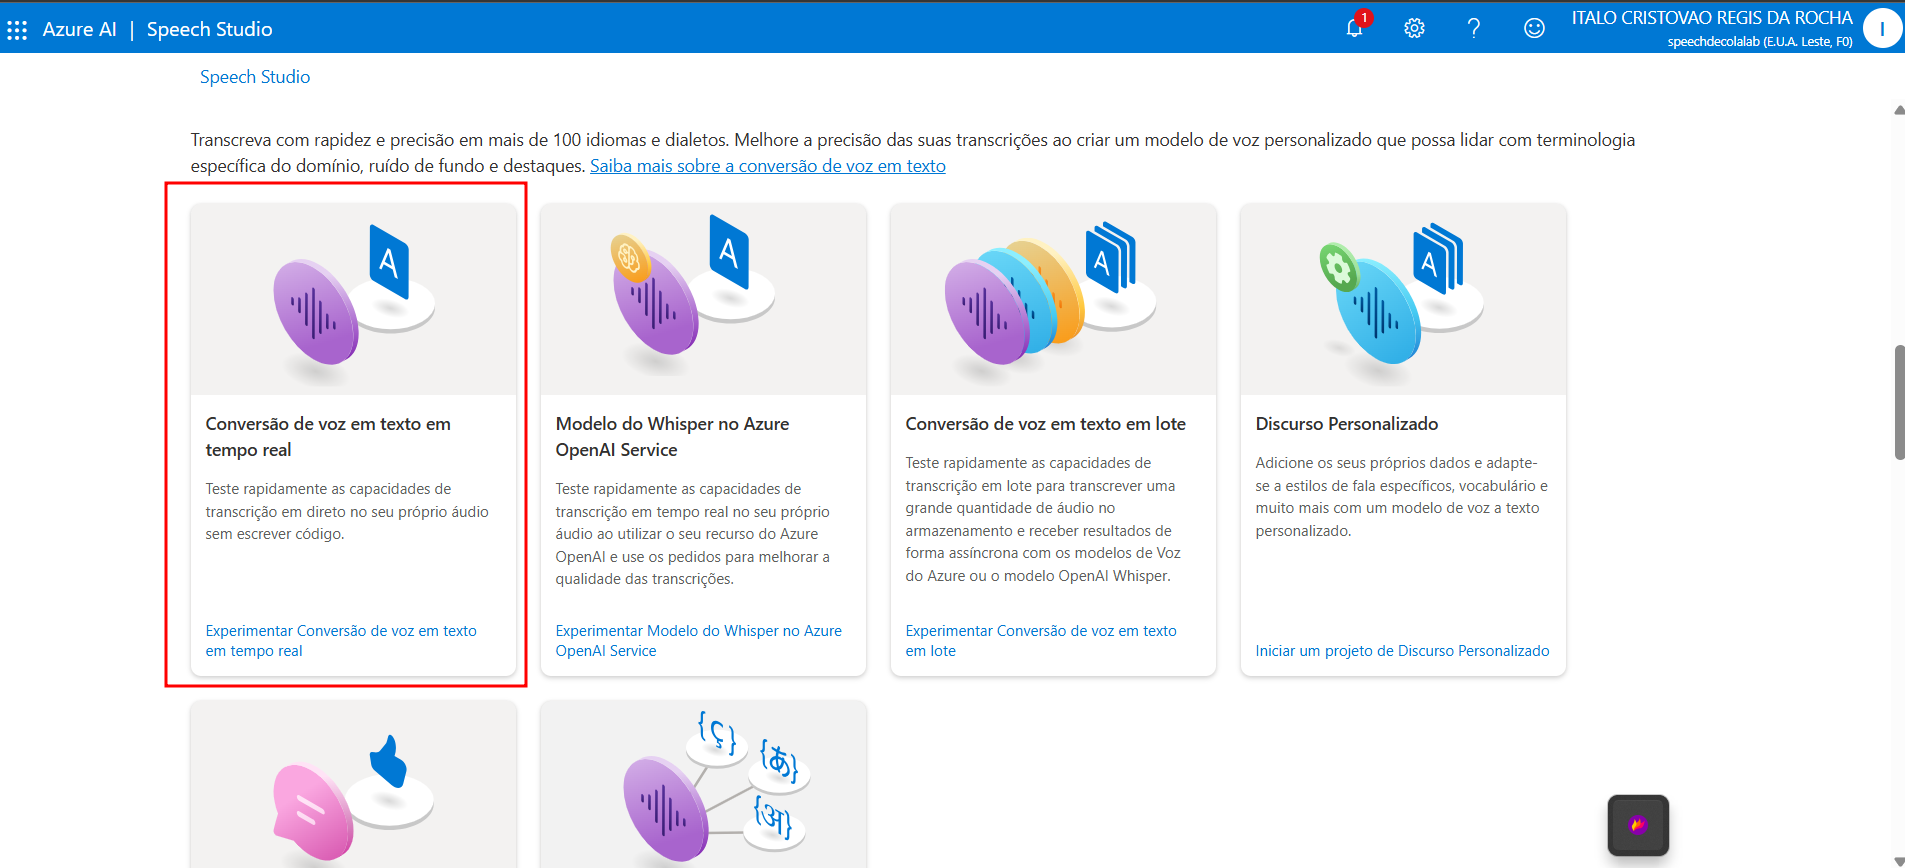 Azure AI | Speech Studio
1
ITALO CRISTOVAO REGIS DA ROCHA
speechdecolalab (E.U.A. Leste, F0)
I
Speech Studio
Transcreva com rapidez e precisão em mais de 100 idiomas e dialetos. Melhore a precisão das suas transcrições ao criar um modelo de voz personalizado que possa lidar com terminologia
específica do domínio, ruído de fundo e destaques. Saiba mais sobre a conversão de voz em texto
A
Conversão de voz em texto em
tempo real
Teste rapidamente as capacidades de
transcrição em direto no seu próprio áudio
sem escrever código.
Experimentar Conversão de voz em texto
em tempo real
A
Modelo do Whisper no Azure
OpenAI Service
Teste rapidamente as capacidades de
transcrição em tempo real no seu próprio
áudio ao utilizar o seu recurso do Azure
OpenAI e use os pedidos para melhorar a
qualidade das transcrições.
Experimentar Modelo do Whisper no Azure
OpenAI Service
A
Conversão de voz em texto em lote
Teste rapidamente as capacidades de
transcrição em lote para transcrever uma
grande quantidade de áudio no
armazenamento e receber resultados de
forma assíncrona com os modelos de Voz
do Azure ou o modelo OpenAI Whisper.
Experimentar Conversão de voz em texto
em lote
A
Discurso Personalizado
Adicione os seus próprios dados e adapte-
se a estilos de fala específicos, vocabulário e
muito mais com um modelo de voz a texto
personalizado.
Iniciar um projeto de Discurso Personalizado
{ç}
{あ}
{अ}